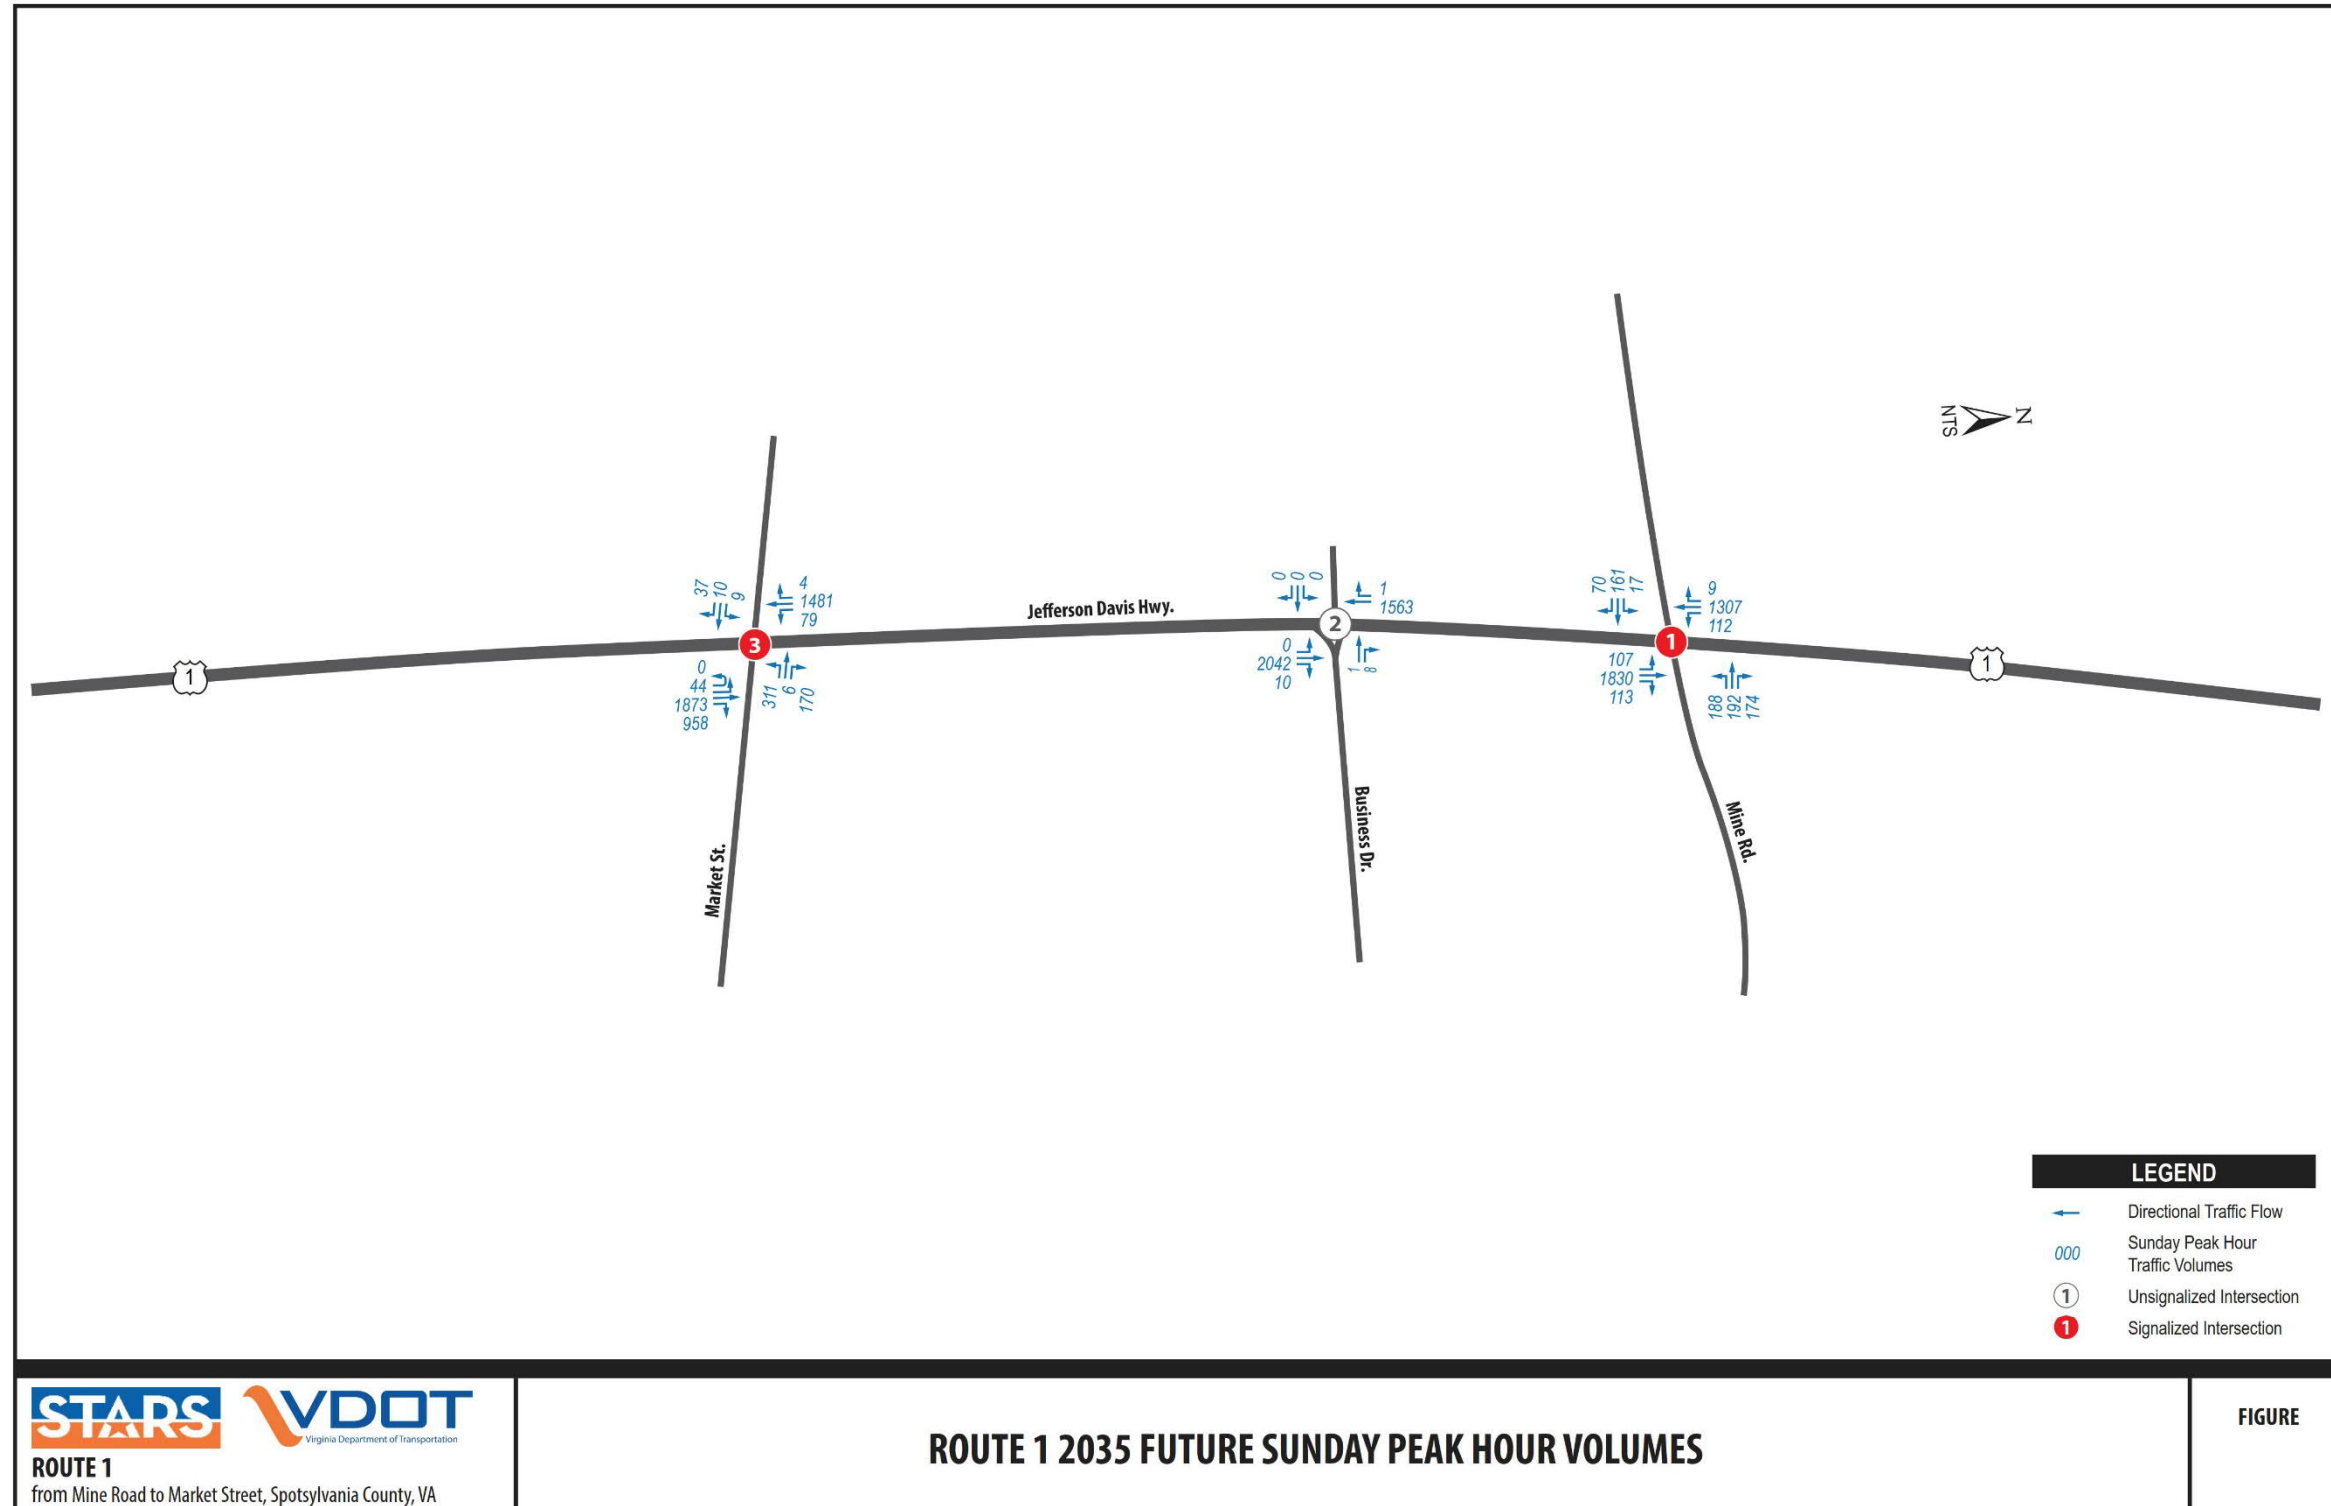 N
NTS
37
10
9
4
1481
79
3
0
44
1873
958
311
6
170
Jefferson Davis Hwy.
0
0
0
1
1563
2
0
2042
10
1
8
70
161
17
9
1307
112
1
107
1830
113
188
192
174
1
1
Market St.
Business Dr.
Mine Rd.
LEGEND
Directional Traffic Flow
000
Sunday Peak Hour
Traffic Volumes
1
Unsignalized Intersection
1
Signalized Intersection
STARS
VDOT
Virginia Department of Transportation
ROUTE 1
from Mine Road to Market Street, Spotsylvania County, VA
ROUTE 1 2035 FUTURE SUNDAY PEAK HOUR VOLUMES
FIGURE